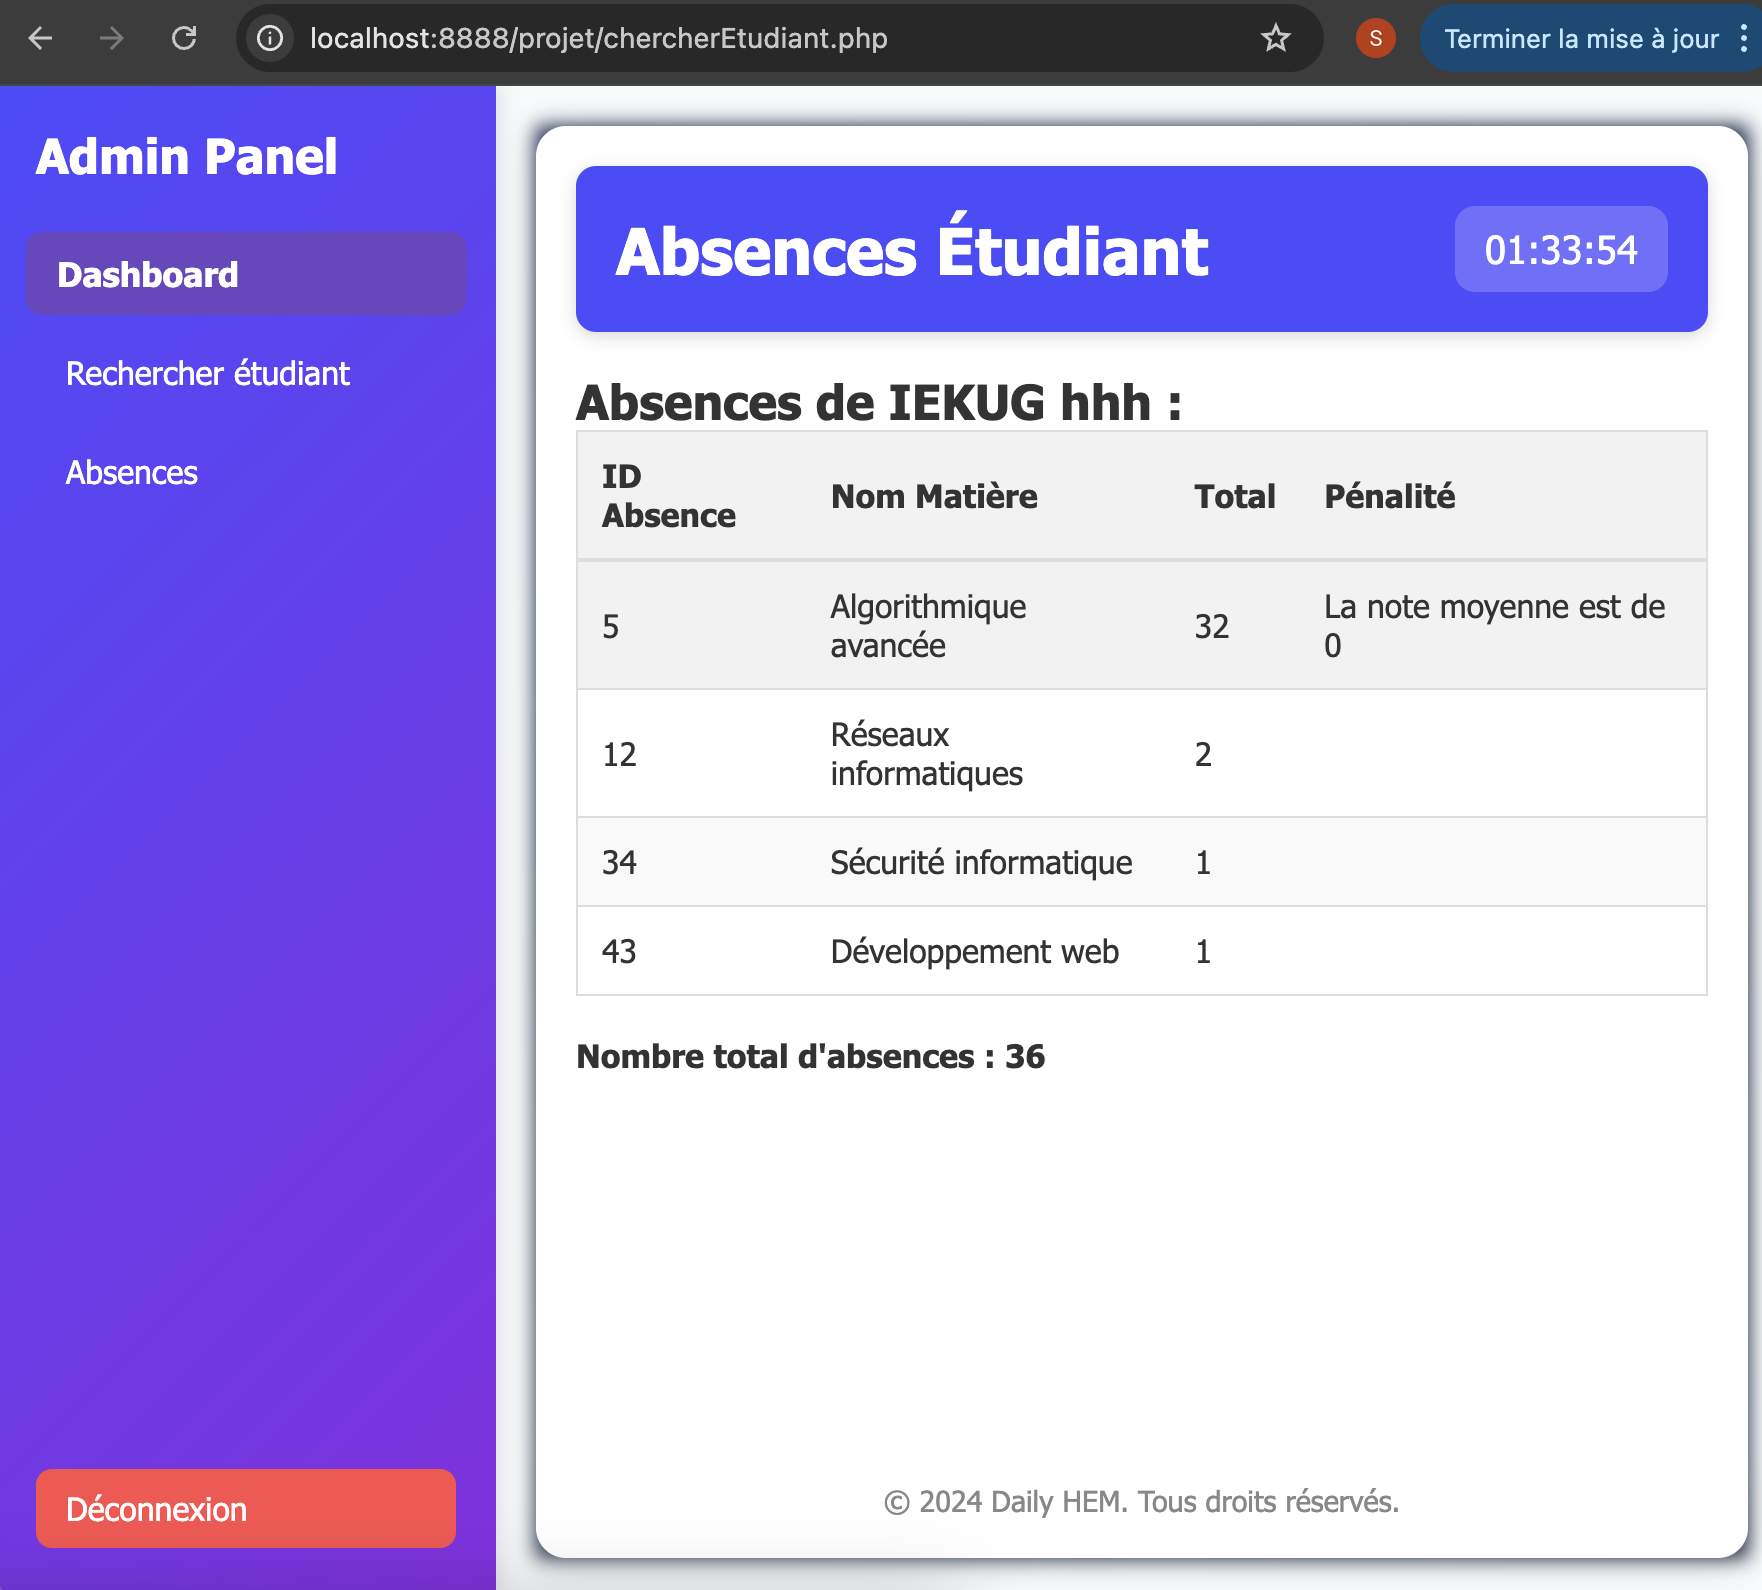 localhost:8888/projet/chercherEtudiant.php
S
Terminer la mise à jour
Admin Panel
Dashboard
Rechercher étudiant
Absences
Déconnexion
Absences Étudiant
01:33:54
Absences de IEKUG hhh :
ID
Absence
Nom Matière
Total
Pénalité
5
Algorithmique
avancée
32
La note moyenne est de
0
12
Réseaux
informatiques
2
34
Sécurité informatique
1
43
Développement web
1
Nombre total d'absences : 36
© 2024 Daily HEM. Tous droits réservés.